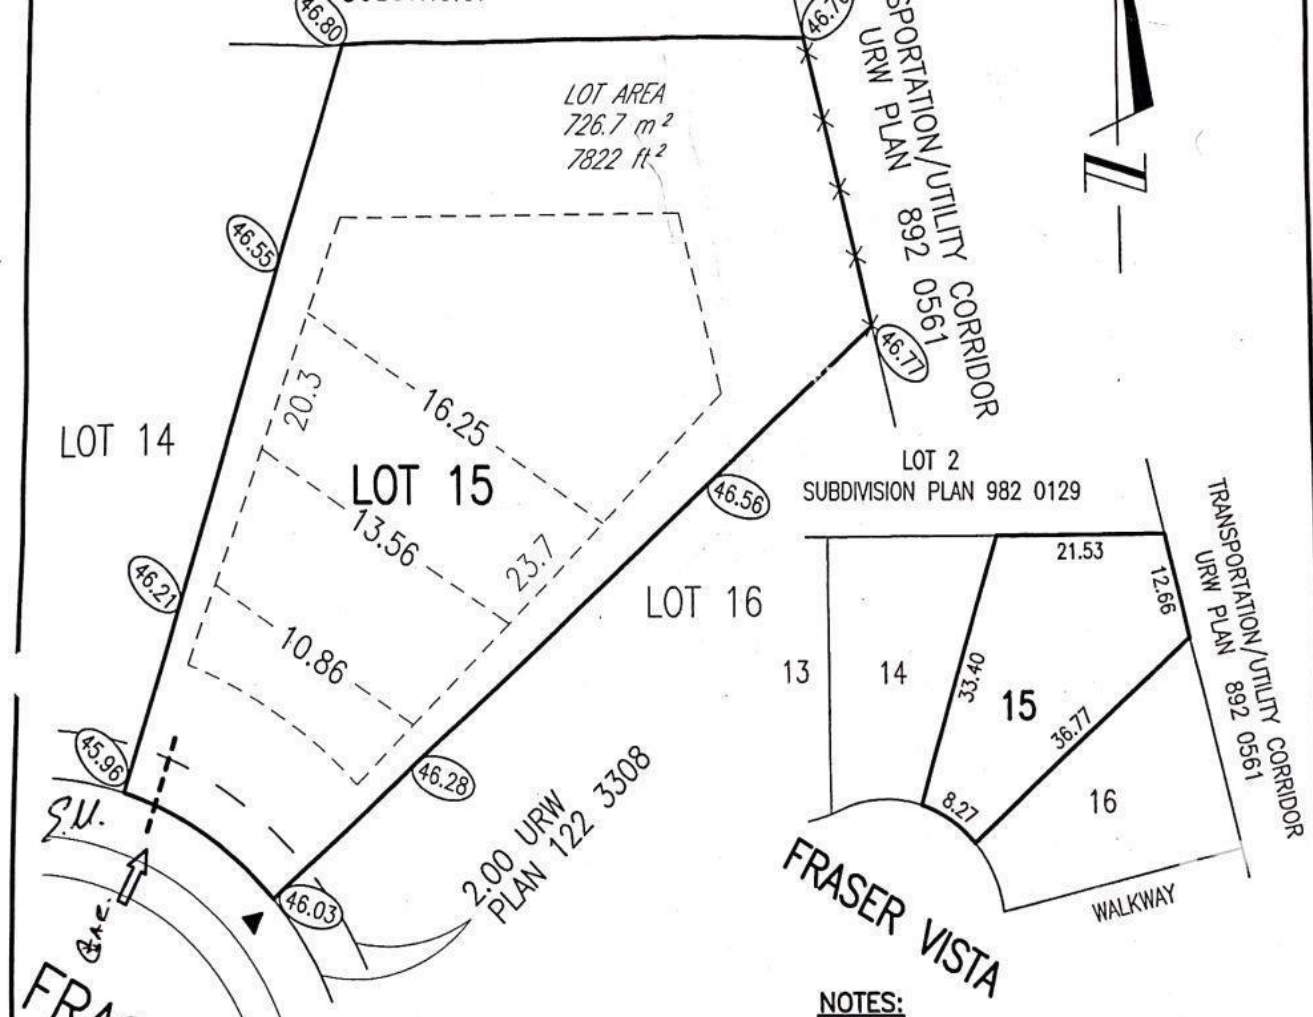 46.80
LOT AREA
726.7 m²
7822 ft²
TRANSPORTATION/UTILITY CORRIDOR
URW PLAN 892 0561
46.55
46.77
20.3
16.25
LOT 14
LOT 15
13.56
46.56
23.7
46.21
LOT 16
10.86
45.96
46.28
2.00 URW
PLAN 122 3308
46.03
LOT 2
SUBDIVISION PLAN 982 0129
21.53
12.66
TRANSPORTATION/UTILITY CORRIDOR
URW PLAN 892 0561
13
14
33.40
15
36.77
8.27
16
FRASER VISTA
WALKWAY
NOTES: